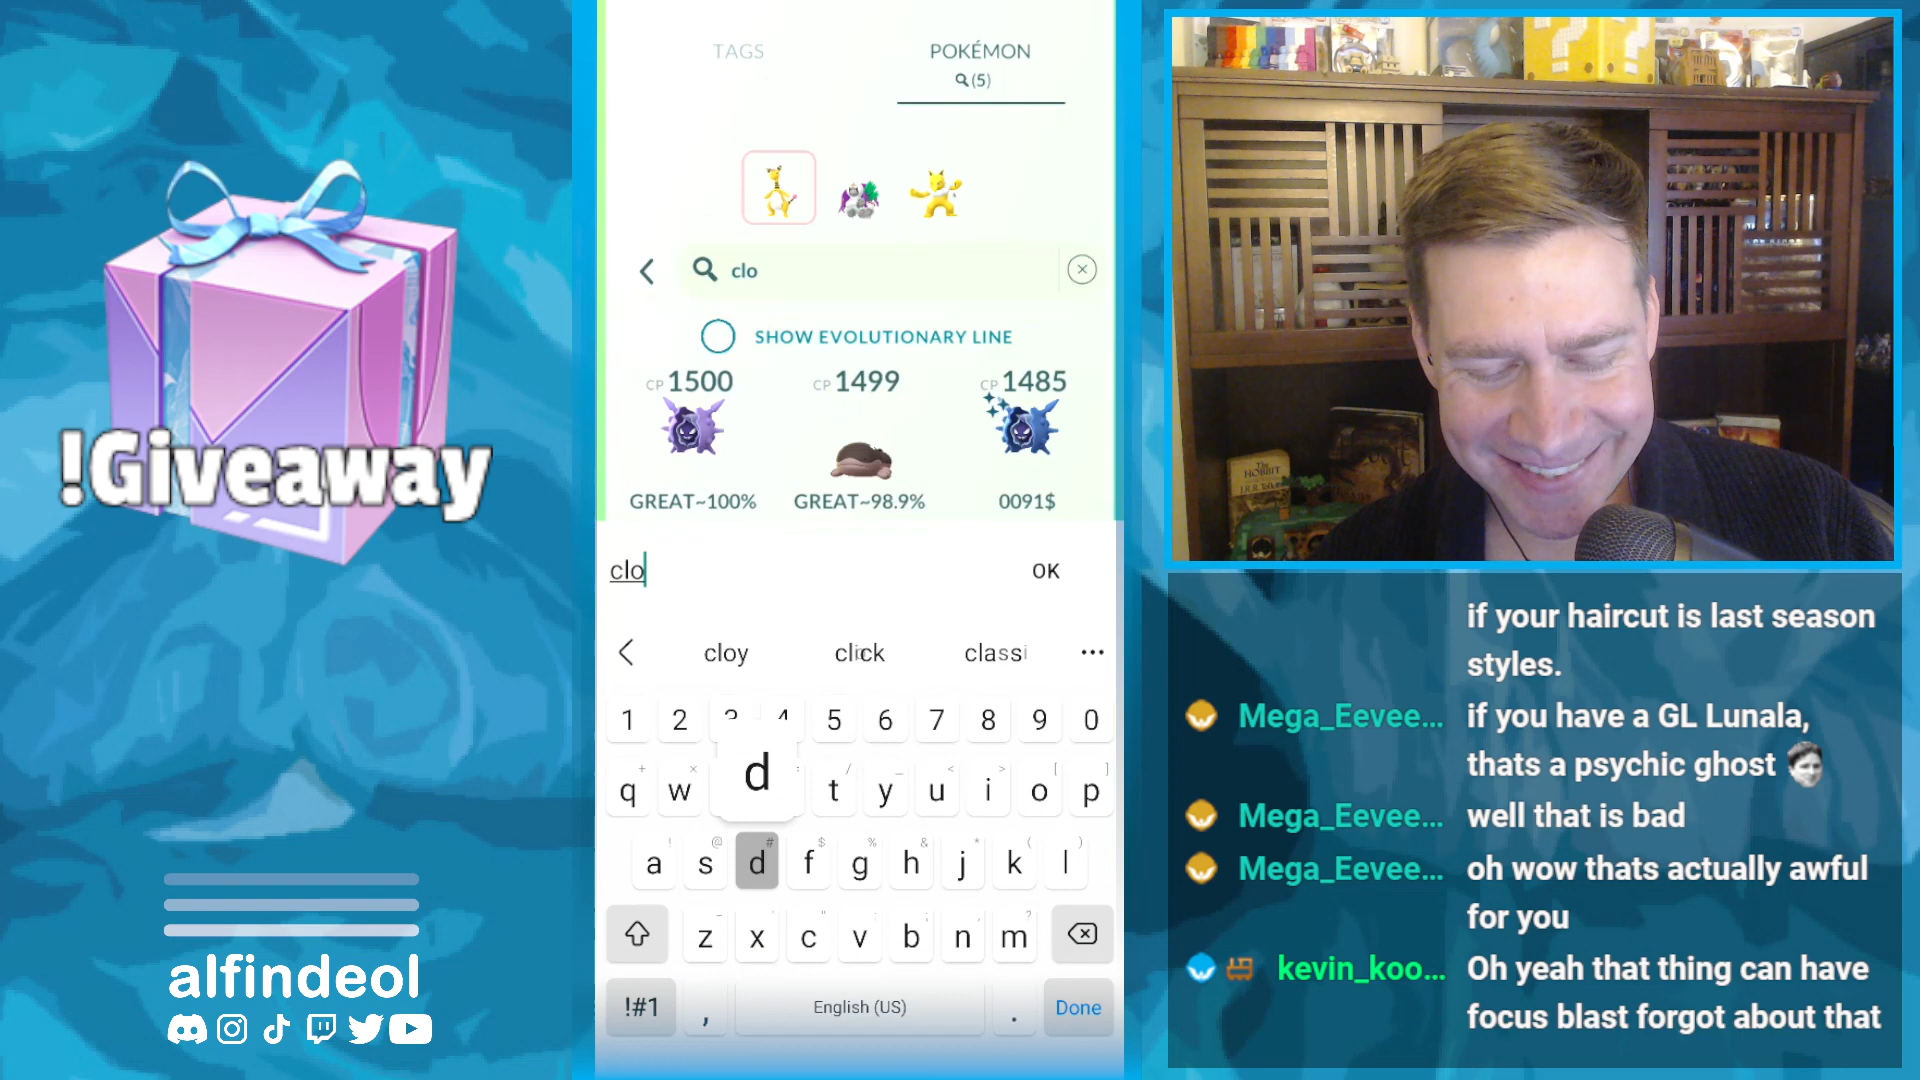 !Giveaway
alfindeol
TAGS
POKÉMON
(5)
clo
SHOW EVOLUTIONARY LINE
CP 1500
CP 1499
CP 1485
GREAT~100%
GREAT~98.9%
0091$
clo
OK
cloy
click
classi
1 2 3 4 5 6 7 8 9 0
d
q w t y u i o p
a s d f g h j k l
z x c v b n m
!#1 , English (US) . Done
The
HOBBIT
if your haircut is last season
styles.
Mega_Eevee... if you have a GL Lunala,
thats a psychic ghost
Mega_Eevee... well that is bad
Mega_Eevee... oh wow thats actually awful
for you
kevin_koo... Oh yeah that thing can have
focus blast forgot about that